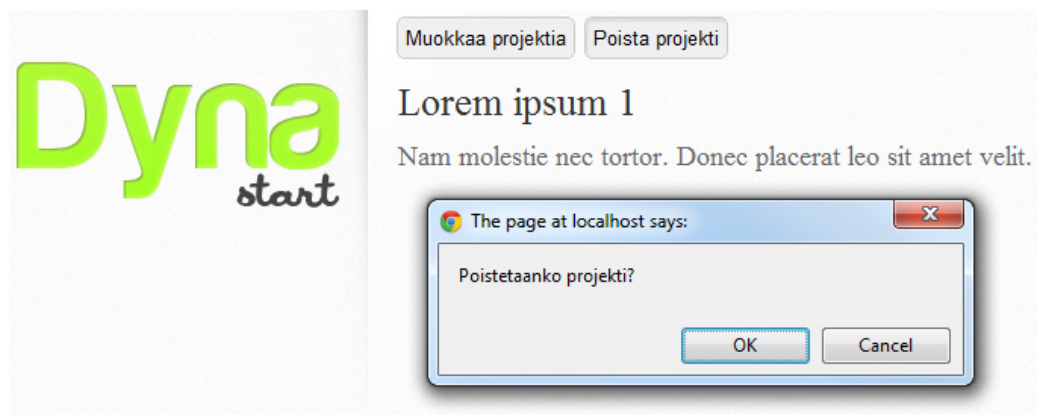 Dyna
start
Muokkaa projektia
Poista projekti
Lorem ipsum 1
Nam molestie nec tortor. Donec placerat leo sit amet velit.
The page at localhost says:
Poistetaanko projekti?
OK
Cancel